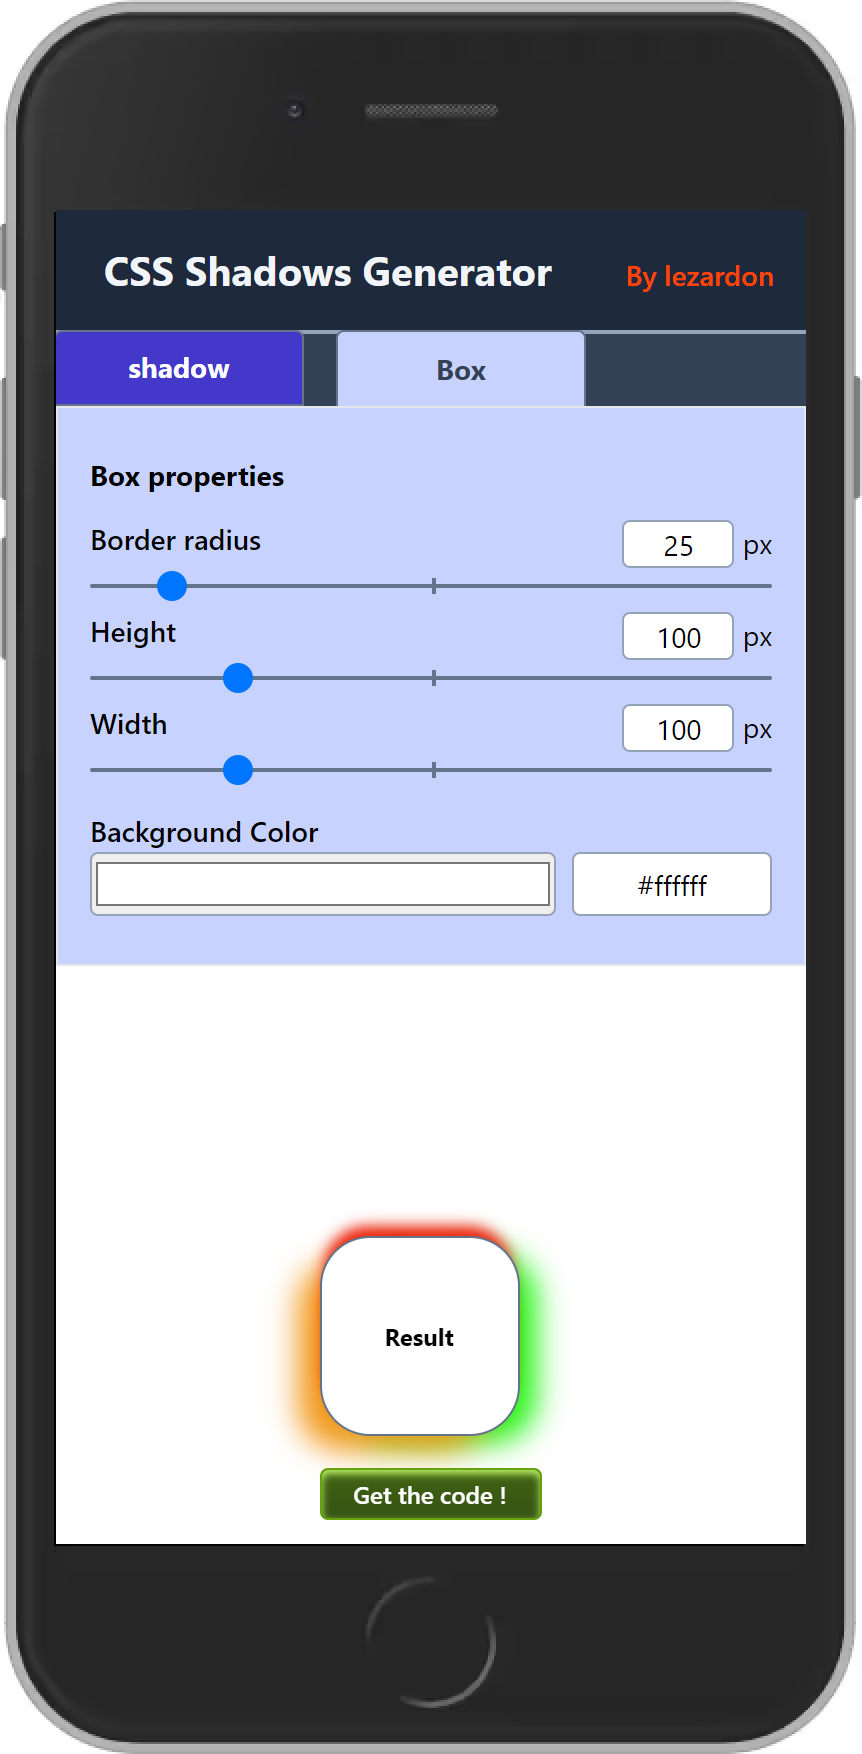 CSS Shadows Generator By lezardon
shadow Box
Box properties
Border radius 25 px
Height 100 px
Width 100 px
Background Color
#ffffff
Result
Get the code !